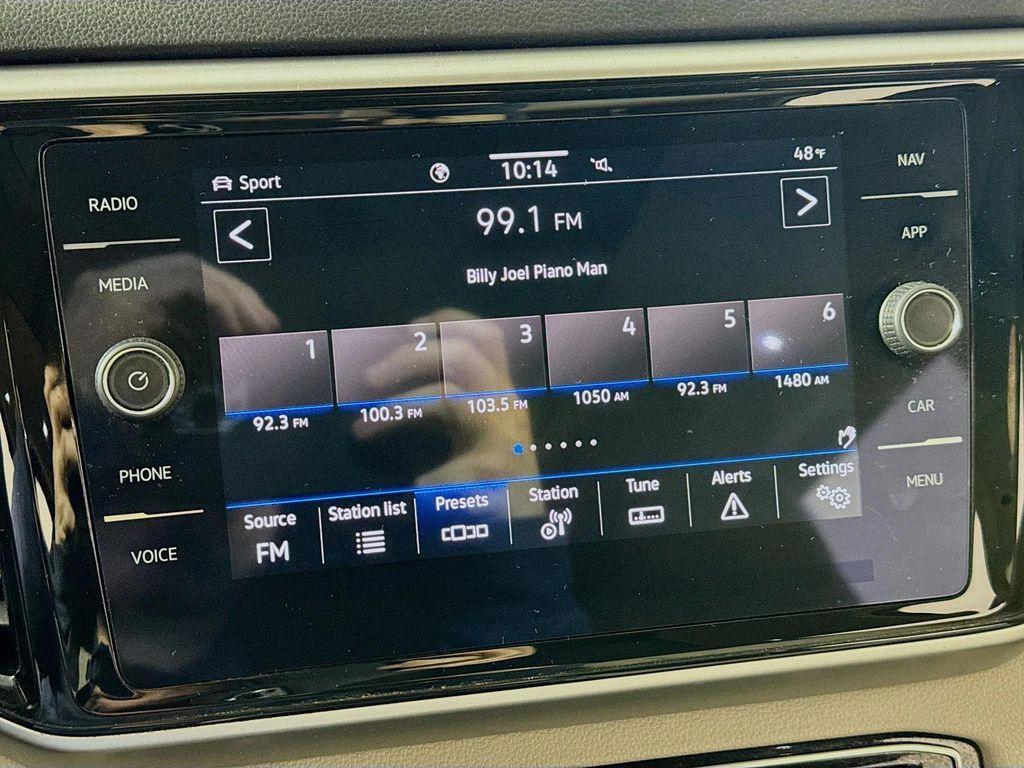 RADIO
MEDIA
PHONE
VOICE
Sport
10:14
48°F
<
99.1 FM
>
Billy Joel Piano Man
1
2
3
4
5
6
92.3 FM
100.3 FM
103.5 FM
1050 AM
92.3 FM
1480 AM
Source
FM
Station list
Presets
Station
Tune
Alerts
Settings
NAV
APP
CAR
MENU